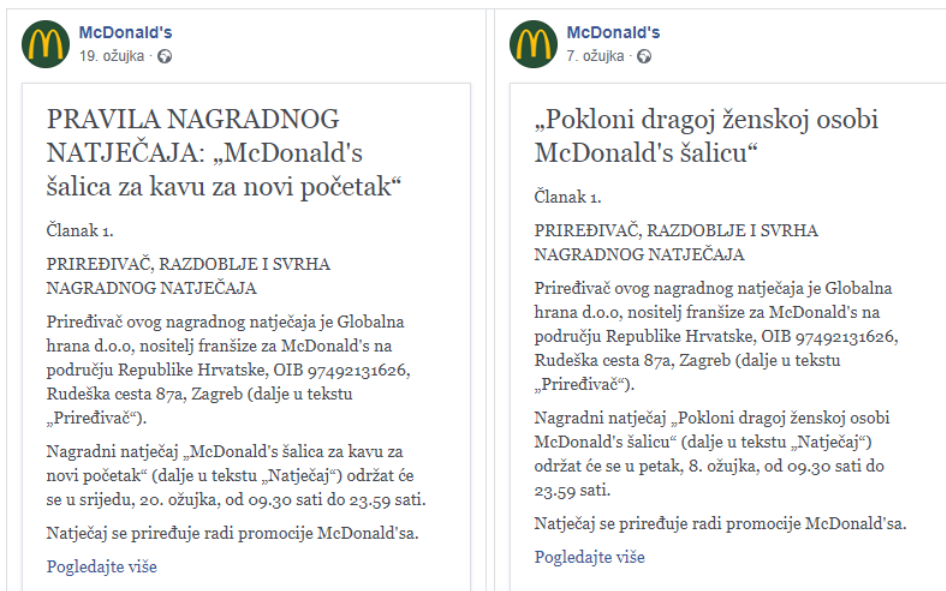 McDonald's
19. ožujka ·
PRAVILA NAGRADNOG
NATJEČAJA: „McDonald's
šalica za kavu za novi početak“
Članak 1.
PRIREĐIVAČ, RAZDOBLJE I SVRHA
NAGRADNOG NATJEČAJA
Priređivač ovog nagradnog natječaja je Globalna
hrana d.o.o, nositelj franšize za McDonald's na
području Republike Hrvatske, OIB 97492131626,
Rudeška cesta 87a, Zagreb (dalje u tekstu
„Priređivač“).
Nagradni natječaj „McDonald's šalica za kavu za
novi početak“ (dalje u tekstu „Natječaj“) održat će
se u srijedu, 20. ožujka, od 09.30 sati do 23.59 sati.
Natječaj se priređuje radi promocije McDonald'sa.
Pogledajte više
McDonald's
7. ožujka ·
„Pokloni dragoj ženskoj osobi
McDonald's šalicu“
Članak 1.
PRIREĐIVAČ, RAZDOBLJE I SVRHA
NAGRADNOG NATJEČAJA
Priređivač ovog nagradnog natječaja je Globalna
hrana d.o.o, nositelj franšize za McDonald's na
području Republike Hrvatske, OIB 97492131626,
Rudeška cesta 87a, Zagreb (dalje u tekstu
„Priređivač“).
Nagradni natječaj „Pokloni dragoj ženskoj osobi
McDonald's šalicu“ (dalje u tekstu „Natječaj“)
održat će se u petak, 8. ožujka, od 09.30 sati do
23.59 sati.
Natječaj se priređuje radi promocije McDonald'sa.
Pogledajte više